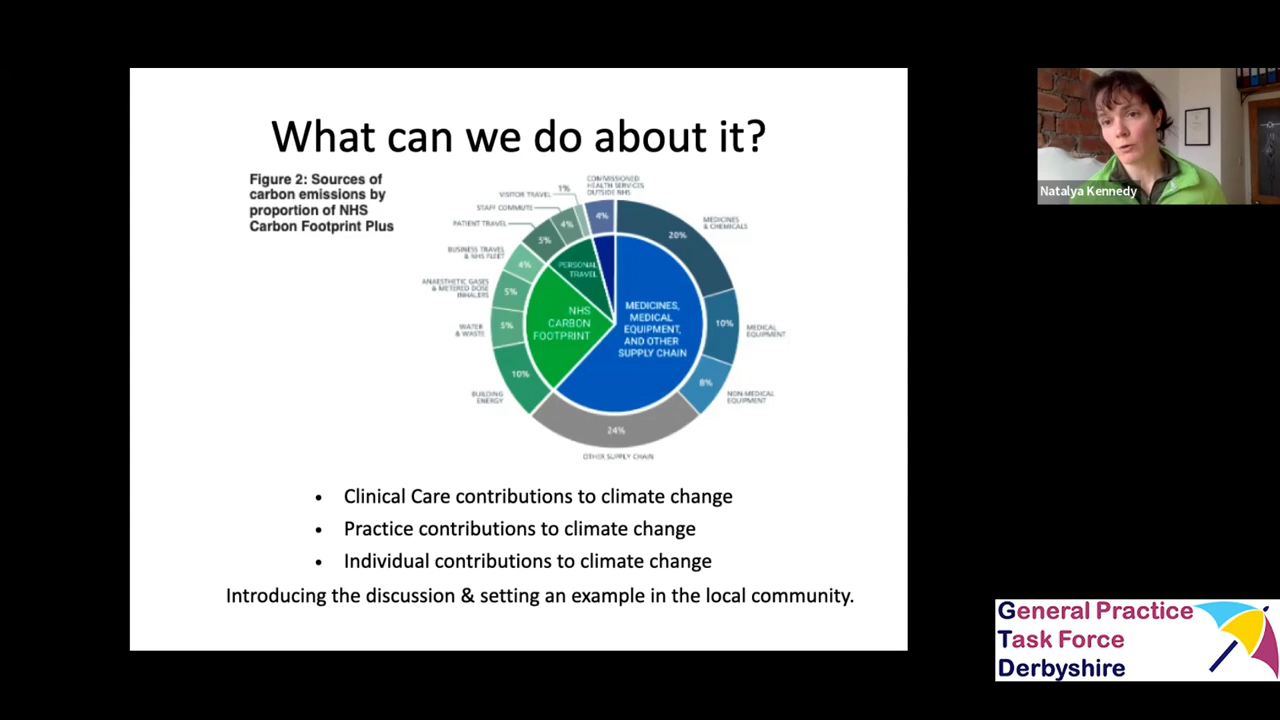 What can we do about it?
Figure 2: Sources of
carbon emissions by
proportion of NHS
Carbon Footprint Plus
COMMISSIONED
HEALTH SERVICES
OUTSIDE NHS
1%
VISITOR TRAVEL
STAFF COMMUTE
PATIENT TRAVEL
BUSINESS TRAVEL
& NHS FLEET
ANAESTHETIC GASES
& METERED DOSE
INHALERS
WATER
& WASTE
BUILDING
ENERGY
4%
4%
5%
4%
5%
5%
10%
20%
10%
8%
24%
PERSONAL
TRAVEL
NHS
CARBON
FOOTPRINT
MEDICINES,
MEDICAL
EQUIPMENT,
AND OTHER
SUPPLY CHAIN
MEDICINES
& CHEMICALS
MEDICAL
EQUIPMENT
NON-MEDICAL
EQUIPMENT
OTHER SUPPLY CHAIN
• Clinical Care contributions to climate change
• Practice contributions to climate change
• Individual contributions to climate change
Introducing the discussion & setting an example in the local community.
Natalya Kennedy
General Practice
Task Force
Derbyshire